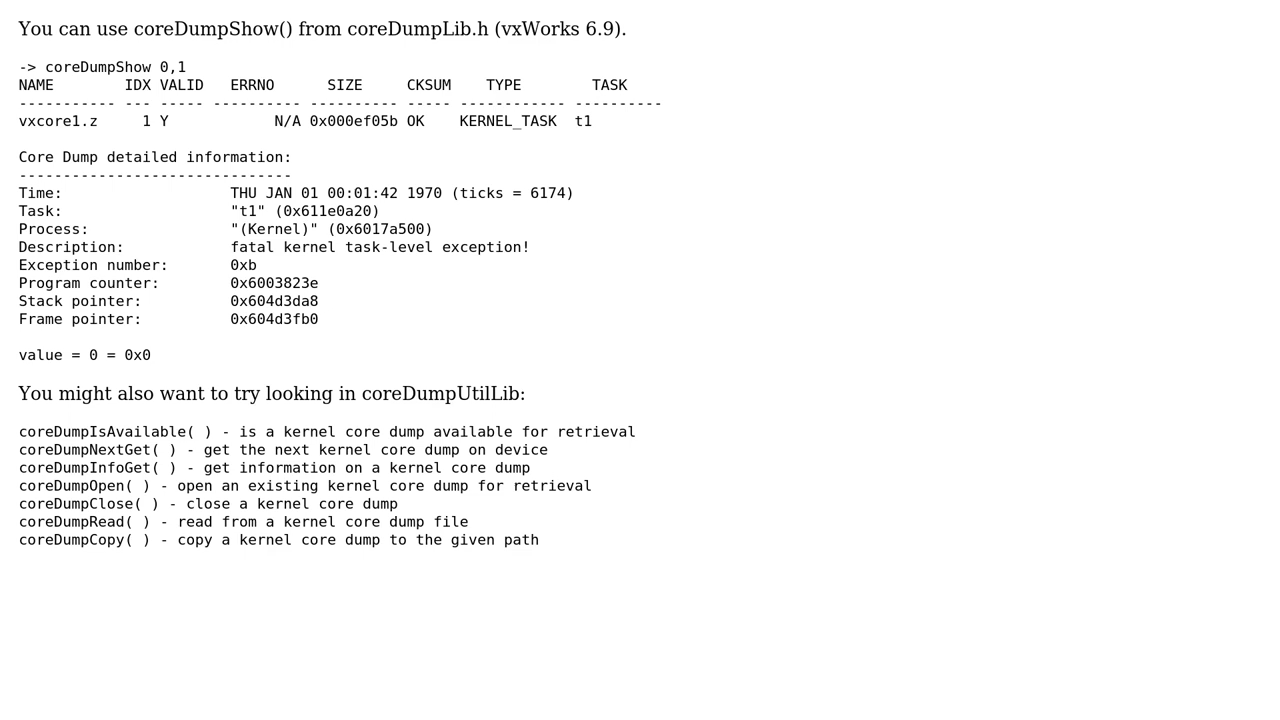 You can use coreDumpShow() from coreDumpLib.h (vxWorks 6.9).
-> coreDumpShow 0,1
NAME        IDX VALID   ERRNO      SIZE     CKSUM    TYPE        TASK
----------- --- ----- ---------- ---------- ----- ------------ ----------
vxcore1.z     1 Y            N/A 0x000ef05b OK    KERNEL_TASK  t1
Core Dump detailed information:
-------------------------------
Time:                   THU JAN 01 00:01:42 1970 (ticks = 6174)
Task:                   "t1" (0x611e0a20)
Process:                "(Kernel)" (0x6017a500)
Description:            fatal kernel task-level exception!
Exception number:       0xb
Program counter:        0x6003823e
Stack pointer:          0x604d3da8
Frame pointer:          0x604d3fb0
value = 0 = 0x0
You might also want to try looking in coreDumpUtilLib:
coreDumpIsAvailable( ) - is a kernel core dump available for retrieval
coreDumpNextGet( ) - get the next kernel core dump on device
coreDumpInfoGet( ) - get information on a kernel core dump
coreDumpOpen( ) - open an existing kernel core dump for retrieval
coreDumpClose( ) - close a kernel core dump
coreDumpRead( ) - read from a kernel core dump file
coreDumpCopy( ) - copy a kernel core dump to the given path